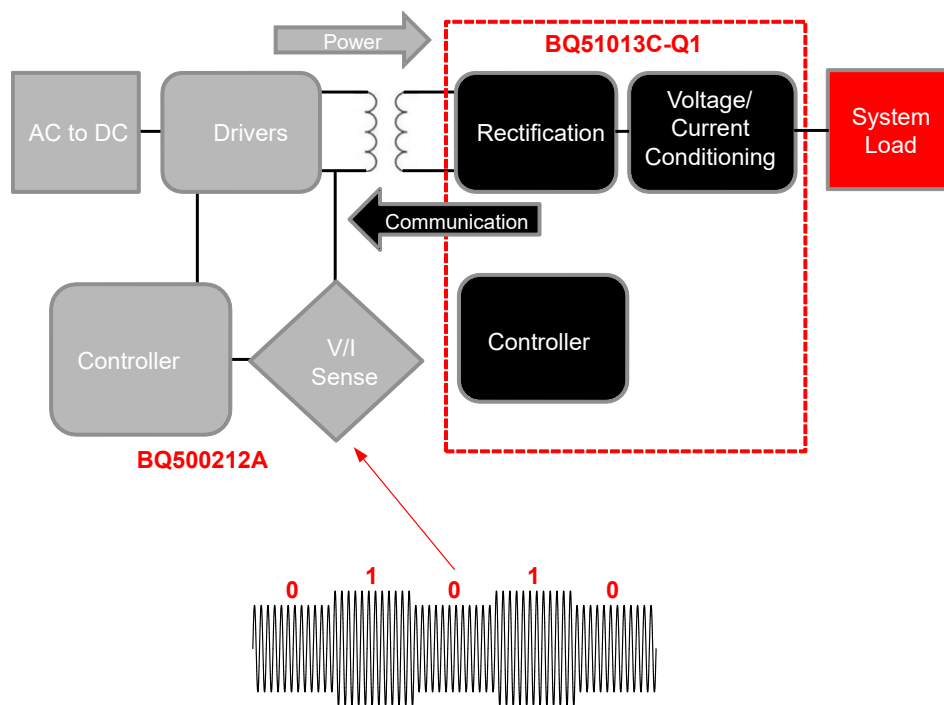 Power
BQ51013C-Q1
AC to DC
Drivers
Rectification
Voltage/
Current
Conditioning
System
Load
Communication
Controller
V/I
Sense
Controller
BQ500212A
0
1
0
1
0